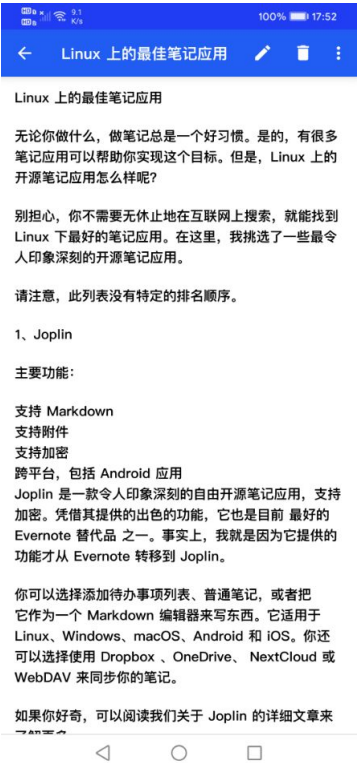 HD 9.1
HD K/s
100% 17:52
Linux 上的最佳笔记应用
Linux 上的最佳笔记应用
无论你做什么，做笔记总是一个好习惯。是的，有很多
笔记应用可以帮助你实现这个目标。但是，Linux 上的
开源笔记应用怎么样呢？
别担心，你不需要无休止地在互联网上搜索，就能找到
Linux 下最好的笔记应用。在这里，我挑选了一些最令
人印象深刻的开源笔记应用。
请注意，此列表没有特定的排名顺序。
1、Joplin
主要功能：
支持 Markdown
支持附件
支持加密
跨平台，包括 Android 应用
Joplin 是一款令人印象深刻的自由开源笔记应用，支持
加密。凭借其提供的出色的功能，它也是目前 最好的
Evernote 替代品 之一。事实上，我就是因为它提供的
功能才从 Evernote 转移到 Joplin。
你可以选择添加待办事项列表、普通笔记，或者把
它作为一个 Markdown 编辑器来写东西。它适用于
Linux、Windows、macOS、Android 和 iOS。你还
可以选择使用 Dropbox 、OneDrive、 NextCloud 或
WebDAV 来同步你的笔记。
如果你好奇，可以阅读我们关于 Joplin 的详细文章来